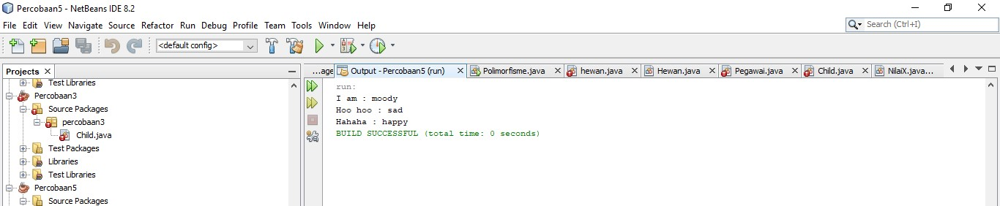 Percobaan5 - NetBeans IDE 8.2
File Edit View Navigate Source Refactor Run Debug Profile Team Tools Window Help
Search (Ctrl+I)
<default config>
Projects
...age Output - Percobaan5 (run) Polimorfisme.java hewan.java Hewan.java Pegawai.java Child.java NilaiX.java...
Test Libraries
Percobaan3
Source Packages
percobaan3
Child.java
Test Packages
Libraries
Test Libraries
Percobaan5
Source Packages
run:
I am : moody
Hoo hoo : sad
Hahaha : happy
BUILD SUCCESSFUL (total time: 0 seconds)